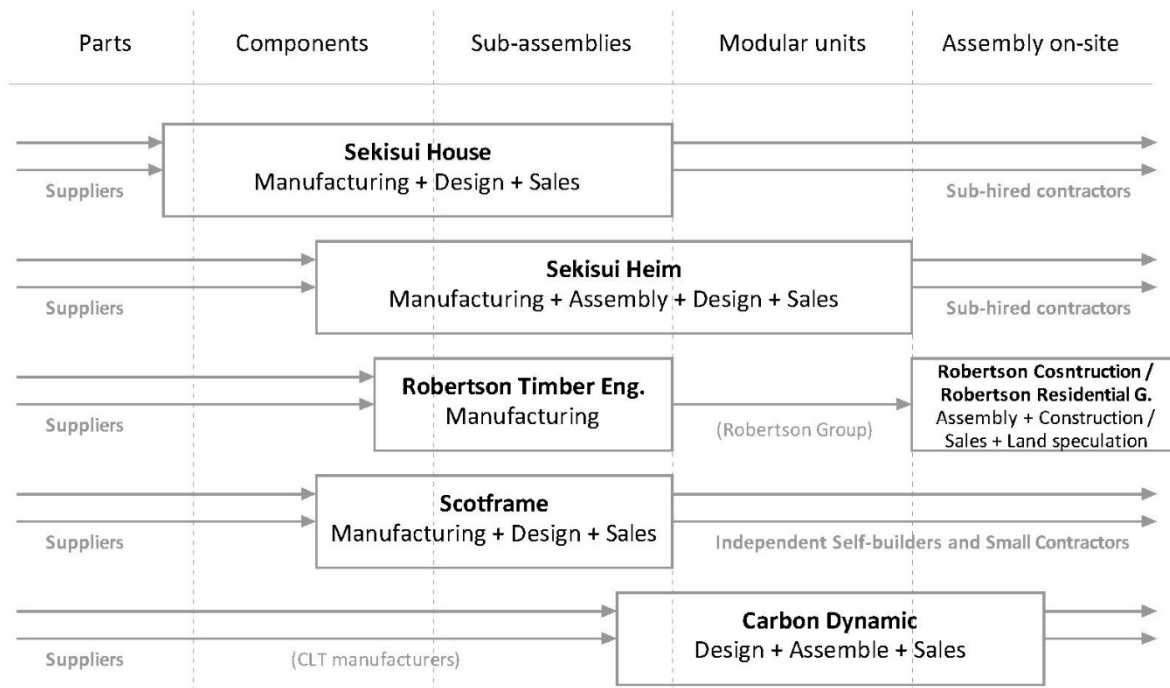 Parts Components Sub-assemblies Modular units Assembly on-site
Sekisui House
Manufacturing + Design + Sales
Suppliers
Sub-hired contractors
Sekisui Heim
Manufacturing + Assembly + Design + Sales
Suppliers
Sub-hired contractors
Robertson Timber Eng.
Manufacturing
Suppliers
(Robertson Group)
Robertson Cosntruction /
Robertson Residential G.
Assembly + Construction /
Sales + Land speculation
Scotframe
Manufacturing + Design + Sales
Suppliers
Independent Self-builders and Small Contractors
Carbon Dynamic
Design + Assemble + Sales
Suppliers
(CLT manufacturers)